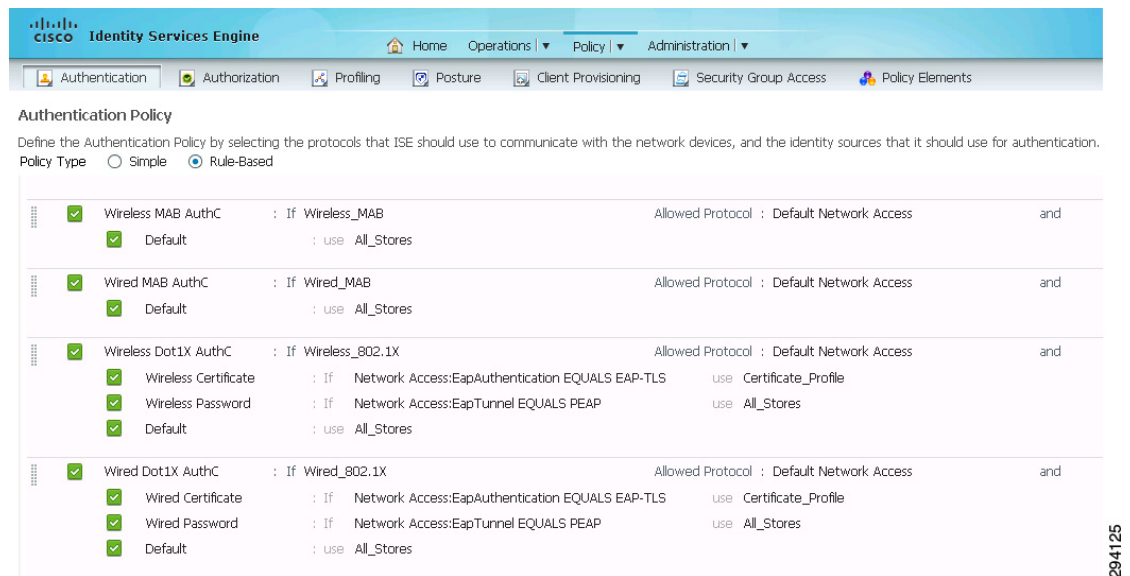 cisco Identity Services Engine
Home Operations | ▼ Policy | ▼ Administration | ▼
Authentication Authorization Profiling Posture Client Provisioning Security Group Access Policy Elements
Authentication Policy
Define the Authentication Policy by selecting the protocols that ISE should use to communicate with the network devices, and the identity sources that it should use for authentication.
Policy Type Simple Rule-Based
Wireless MAB AuthC : If Wireless_MAB Allowed Protocol : Default Network Access and
Default : use All_Stores
Wired MAB AuthC : If Wired_MAB Allowed Protocol : Default Network Access and
Default : use All_Stores
Wireless Dot1X AuthC : If Wireless_802.1X Allowed Protocol : Default Network Access and
Wireless Certificate : If Network Access:EapAuthentication EQUALS EAP-TLS use Certificate_Profile
Wireless Password : If Network Access:EapTunnel EQUALS PEAP use All_Stores
Default : use All_Stores
Wired Dot1X AuthC : If Wired_802.1X Allowed Protocol : Default Network Access and
Wired Certificate : If Network Access:EapAuthentication EQUALS EAP-TLS use Certificate_Profile
Wired Password : If Network Access:EapTunnel EQUALS PEAP use All_Stores
Default : use All_Stores
294125